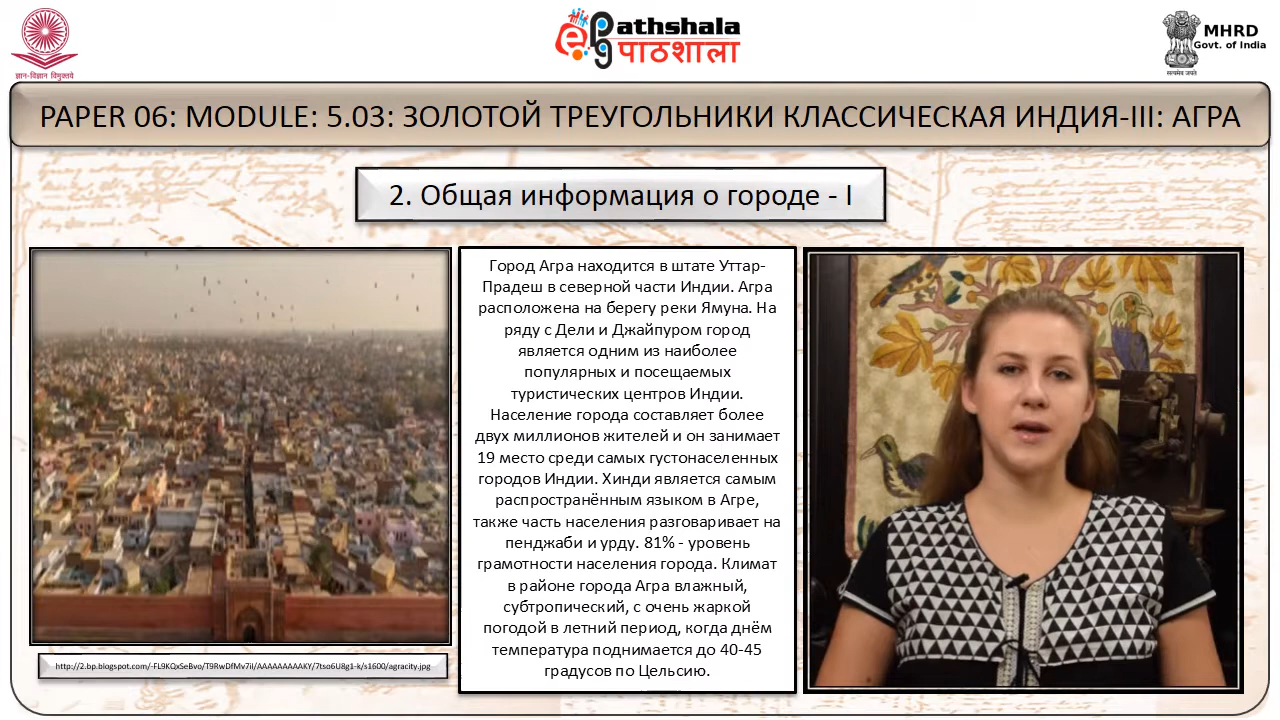 ज्ञान-विज्ञान विमुक्तये
ePathshala
पाठशाला
MHRD
Govt. of India
सत्यमेव जयते
PAPER 06: MODULE: 5.03: ЗОЛОТОЙ ТРЕУГОЛЬНИКИ КЛАССИЧЕСКАЯ ИНДИЯ-III: АГРА
2. Общая информация о городе - I
Город Агра находится в штате Уттар-
Прадеш в северной части Индии. Агра
расположена на берегу реки Ямуна. На
ряду с Дели и Джайпуром город
является одним из наиболее
популярных и посещаемых
туристических центров Индии.
Население города составляет более
двух миллионов жителей и он занимает
19 место среди самых густонаселенных
городов Индии. Хинди является самым
распространённым языком в Агре,
также часть населения разговаривает на
пенджаби и урду. 81% - уровень
грамотности населения города. Климат
в районе города Агра влажный,
субтропический, с очень жаркой
погодой в летний период, когда днём
температура поднимается до 40-45
градусов по Цельсию.
http://2.bp.blogspot.com/-FL9KQxSeBvo/T9RwDfMv7iI/AAAAAAAAAKY/7tso6U8g1-k/s1600/agracity.jpg